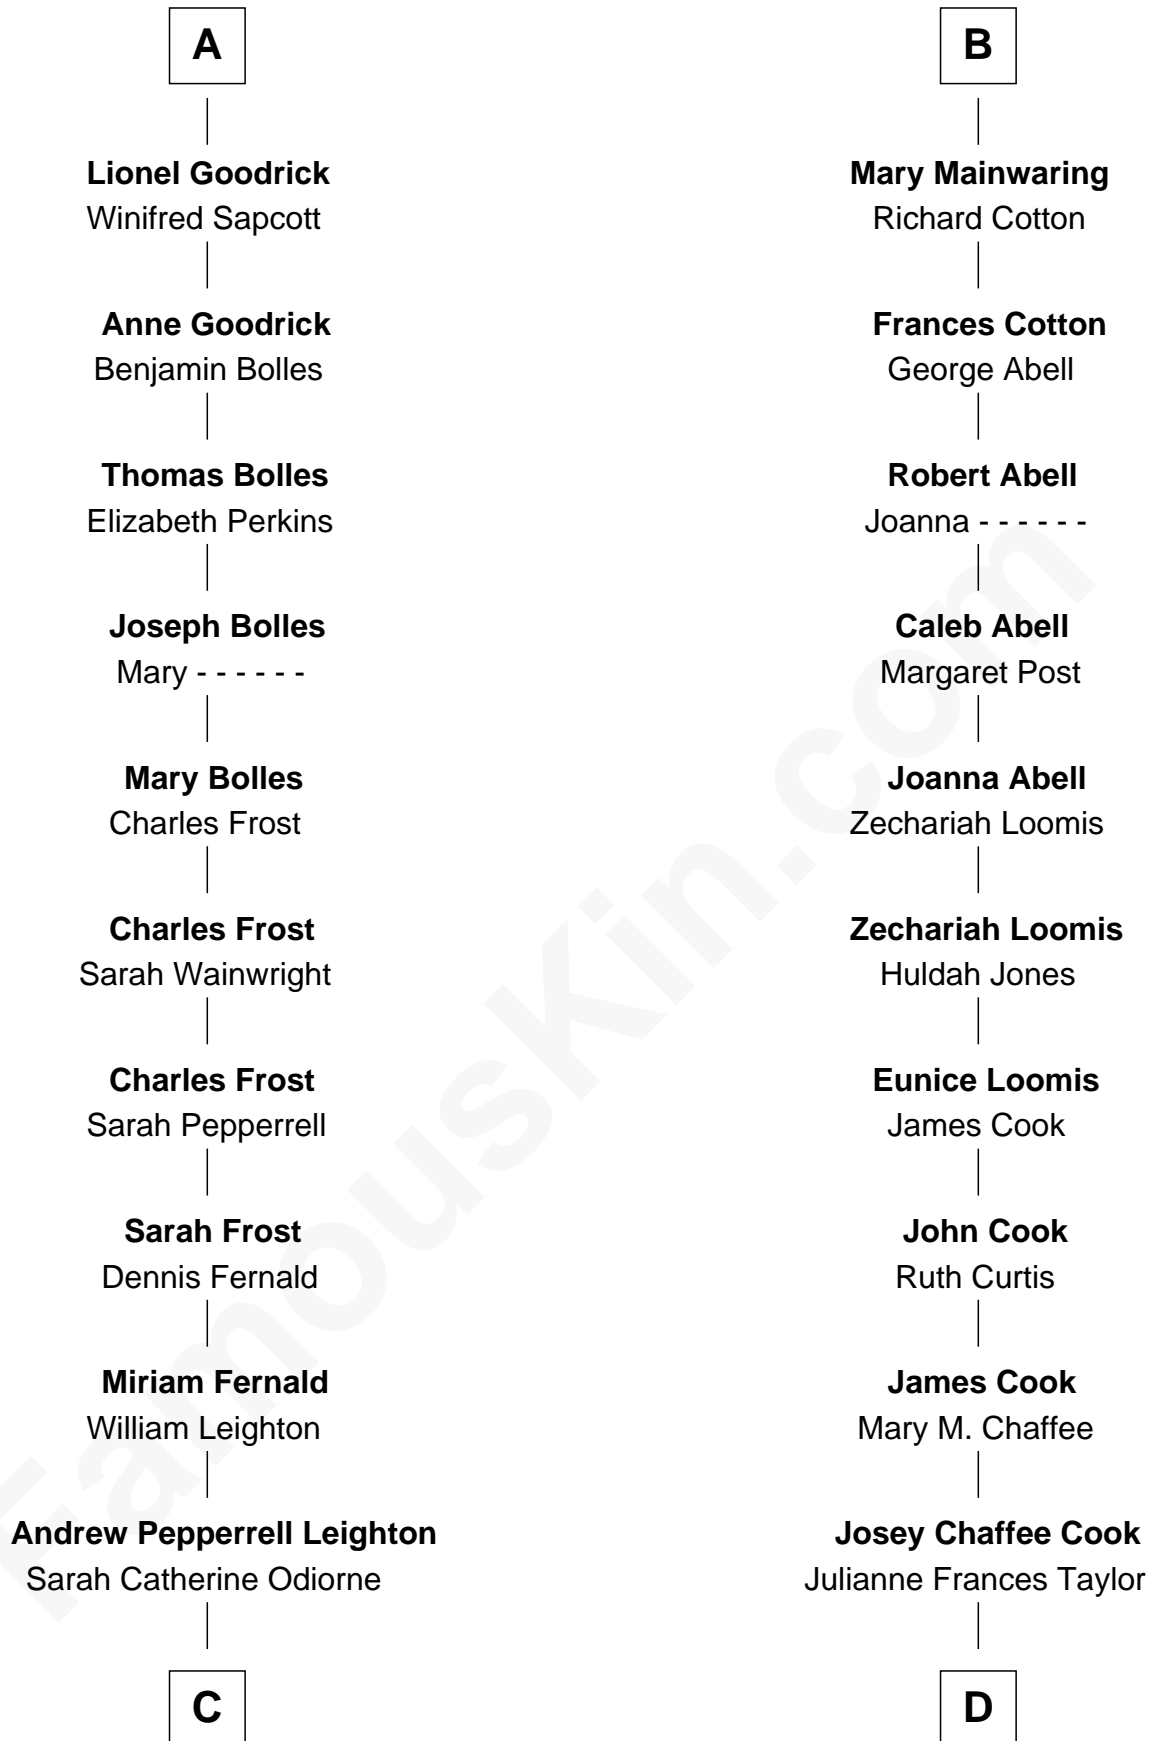 A
Lionel Goodrick
Winifred Sapcott
Anne Goodrick
Benjamin Bolles
Thomas Bolles
Elizabeth Perkins
Joseph Bolles
Mary - - - - - -
Mary Bolles
Charles Frost
Charles Frost
Sarah Wainwright
Charles Frost
Sarah Pepperrell
Sarah Frost
Dennis Fernald
Miriam Fernald
William Leighton
Andrew Pepperrell Leighton
Sarah Catherine Odiorne
C
B
Mary Mainwaring
Richard Cotton
Frances Cotton
George Abell
Robert Abell
Joanna - - - - - -
Caleb Abell
Margaret Post
Joanna Abell
Zechariah Loomis
Zechariah Loomis
Huldah Jones
Eunice Loomis
James Cook
John Cook
Ruth Curtis
James Cook
Mary M. Chaffee
Josey Chaffee Cook
Julianne Frances Taylor
D
FamousKin.com